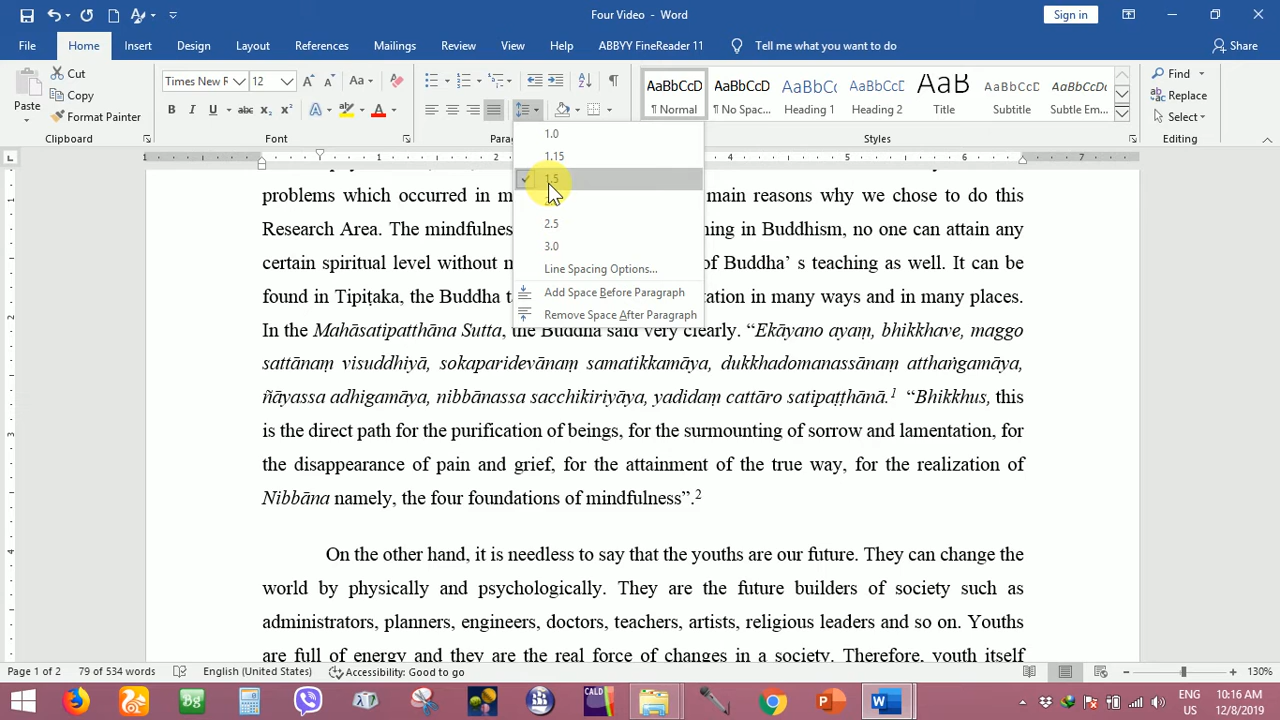 Four Video - Word
Sign in
File Home Insert Design Layout References Mailings Review View Help ABBYY FineReader 11 Tell me what you want to do Share
Paste
Cut
Copy
Format Painter
Clipboard
Times New R 12
Aa
B I U abc X₂ X²
A
AaBbCcD AaBbCcD AaBbCc AaBbCcD AaB AaBbCcD AaBbCcD
¶ Normal ¶ No Spac... Heading 1 Heading 2 Title Subtitle Subtle Em...
Styles
Find
Replace
Select
Editing
1.0
1.15
1.5
2.5
3.0
Line Spacing Options...
Add Space Before Paragraph
Remove Space After Paragraph
problems which occurred in main reasons why we chose to do this
Research Area. The in Buddhism, no one can attain any
certain spiritual level without of Buddha’ s teaching as well. It can be
found in Tipiṭaka, the Buddha in many ways and in many places.
In the Mahāsatipatthāna Sutta, the Buddha said very clearly. “Ekāyano ayaṃ, bhikkhave, maggo
sattānaṃ visuddhiyā, sokaparidevānaṃ samatikkamāya, dukkhadomanassānaṃ atthaṅgamāya,
ñāyassa adhigamāya, nibbānassa sacchikiriyāya, yadidaṃ cattāro satipaṭṭhānā.1 “Bhikkhus, this
is the direct path for the purification of beings, for the surmounting of sorrow and lamentation, for
the disappearance of pain and grief, for the attainment of the true way, for the realization of
Nibbāna namely, the four foundations of mindfulness”.2
On the other hand, it is needless to say that the youths are our future. They can change the
world by physically and psychologically. They are the future builders of society such as
administrators, planners, engineers, doctors, teachers, artists, religious leaders and so on. Youths
are full of energy and they are the real force of changes in a society. Therefore, youth itself
Page 1 of 2 79 of 534 words English (United States) Accessibility: Good to go 130%
CALD
ENG
US
10:16 AM
12/8/2019